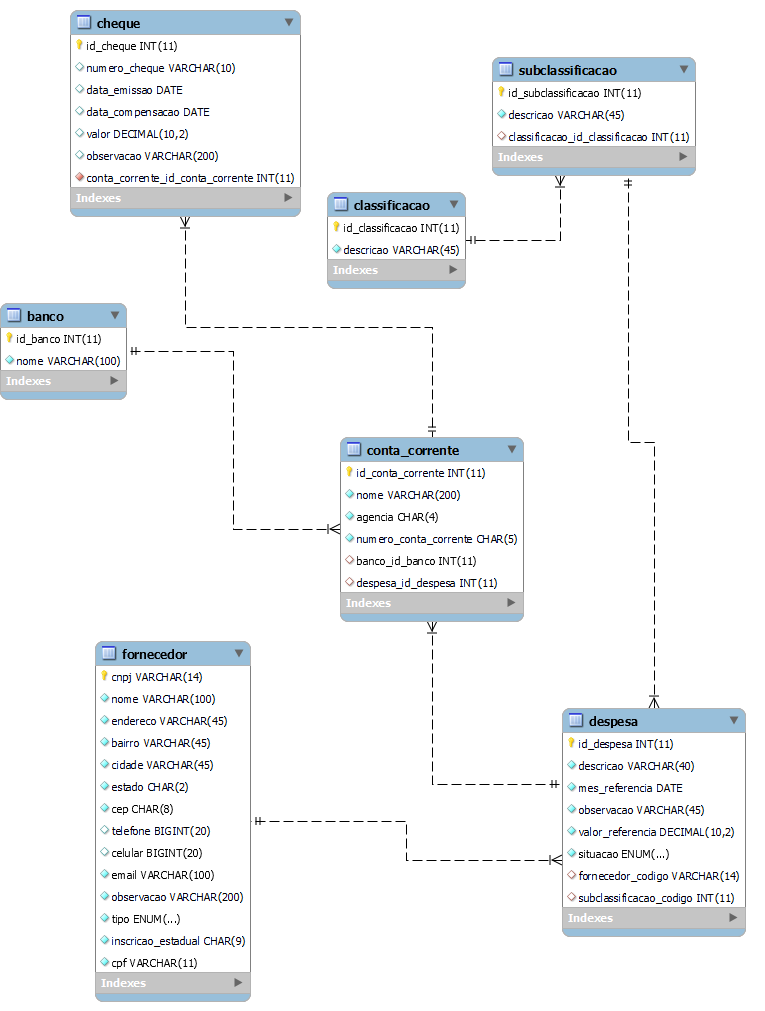 cheque
id_cheque INT(11)
numero_cheque VARCHAR(10)
data_emissao DATE
data_compensacao DATE
valor DECIMAL(10,2)
observacao VARCHAR(200)
conta_corrente_id_conta_corrente INT(11)
Indexes
subclassificacao
id_subclassificacao INT(11)
descricao VARCHAR(45)
classificacao_id_classificacao INT(11)
Indexes
classificacao
id_classificacao INT(11)
descricao VARCHAR(45)
Indexes
banco
id_banco INT(11)
nome VARCHAR(100)
Indexes
conta_corrente
id_conta_corrente INT(11)
nome VARCHAR(200)
agencia CHAR(4)
numero_conta_corrente CHAR(5)
banco_id_banco INT(11)
despesa_id_despesa INT(11)
Indexes
fornecedor
cnpj VARCHAR(14)
nome VARCHAR(100)
endereco VARCHAR(45)
bairro VARCHAR(45)
cidade VARCHAR(45)
estado CHAR(2)
cep CHAR(8)
telefone BIGINT(20)
celular BIGINT(20)
email VARCHAR(100)
observacao VARCHAR(200)
tipo ENUM(...)
inscricao_estadual CHAR(9)
cpf VARCHAR(11)
Indexes
despesa
id_despesa INT(11)
descricao VARCHAR(40)
mes_referencia DATE
observacao VARCHAR(45)
valor_referencia DECIMAL(10,2)
situacao ENUM(...)
fornecedor_codigo VARCHAR(14)
subclassificacao_codigo INT(11)
Indexes